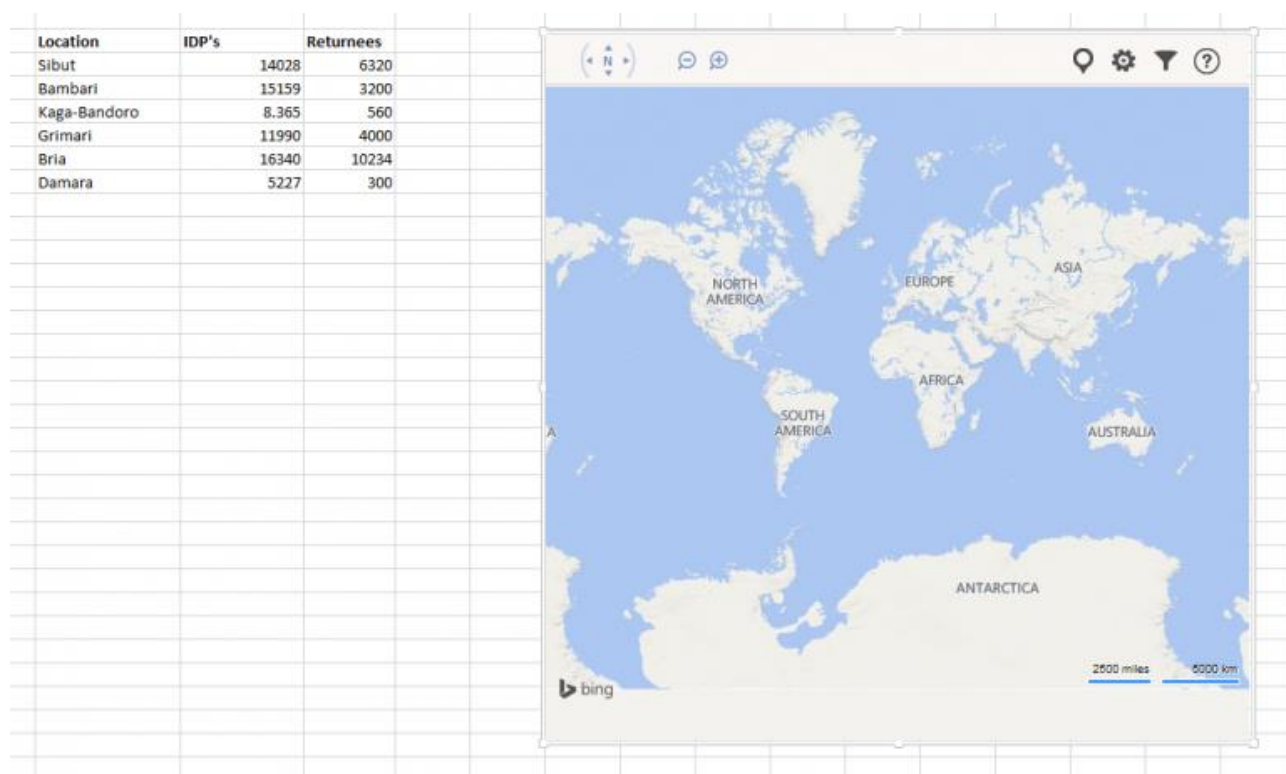 Location IDP's Returnees
Sibut 14028 6320
Bambari 15159 3200
Kaga-Bandoro 8.365 560
Grimari 11990 4000
Bria 16340 10234
Damara 5227 300
N
?
NORTH
AMERICA
EUROPE
ASIA
AFRICA
SOUTH
AMERICA
A
AUSTRALIA
ANTARCTICA
2500 miles 5000 km
bing